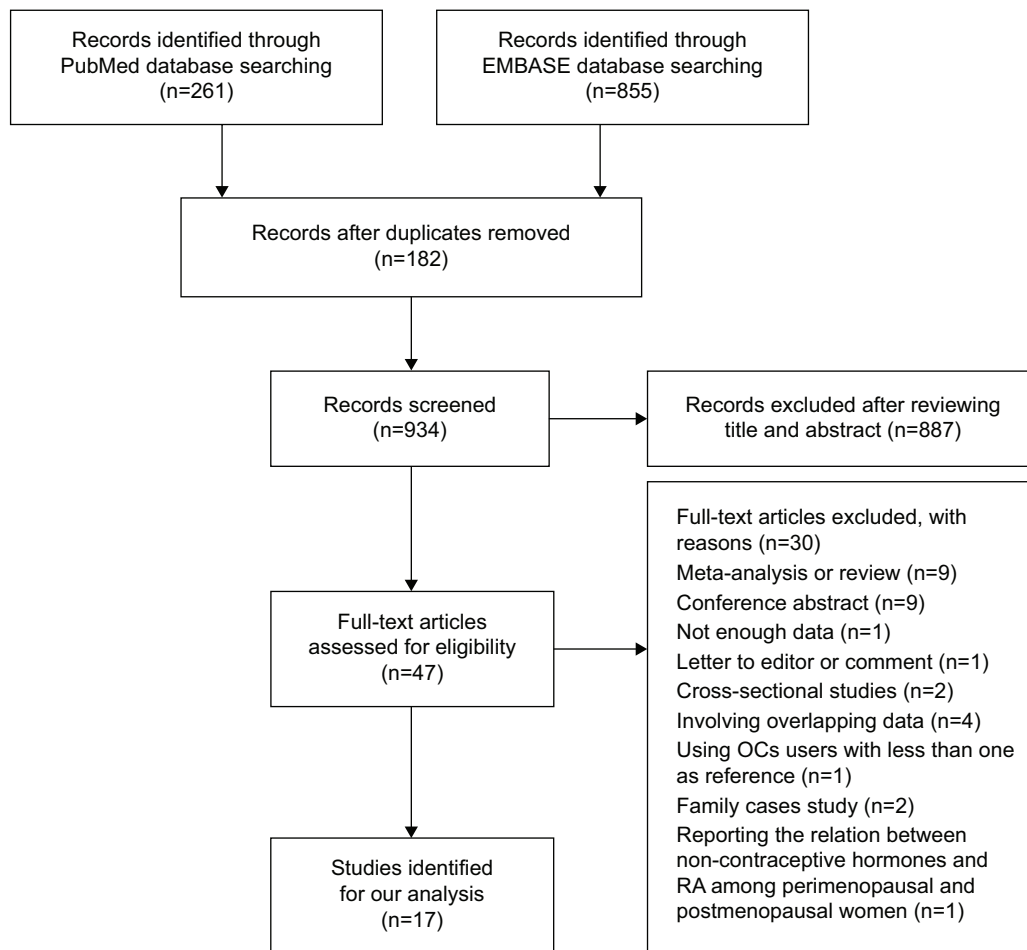 Records identified through
PubMed database searching
(n=261)
Records identified through
EMBASE database searching
(n=855)
Records after duplicates removed
(n=182)
Records screened
(n=934)
Records excluded after reviewing
title and abstract (n=887)
Full-text articles
assessed for eligibility
(n=47)
Full-text articles excluded, with
reasons (n=30)
Meta-analysis or review (n=9)
Conference abstract (n=9)
Not enough data (n=1)
Letter to editor or comment (n=1)
Cross-sectional studies (n=2)
Involving overlapping data (n=4)
Using OCs users with less than one
as reference (n=1)
Family cases study (n=2)
Reporting the relation between
non-contraceptive hormones and
RA among perimenopausal and
postmenopausal women (n=1)
Studies identified
for our analysis
(n=17)